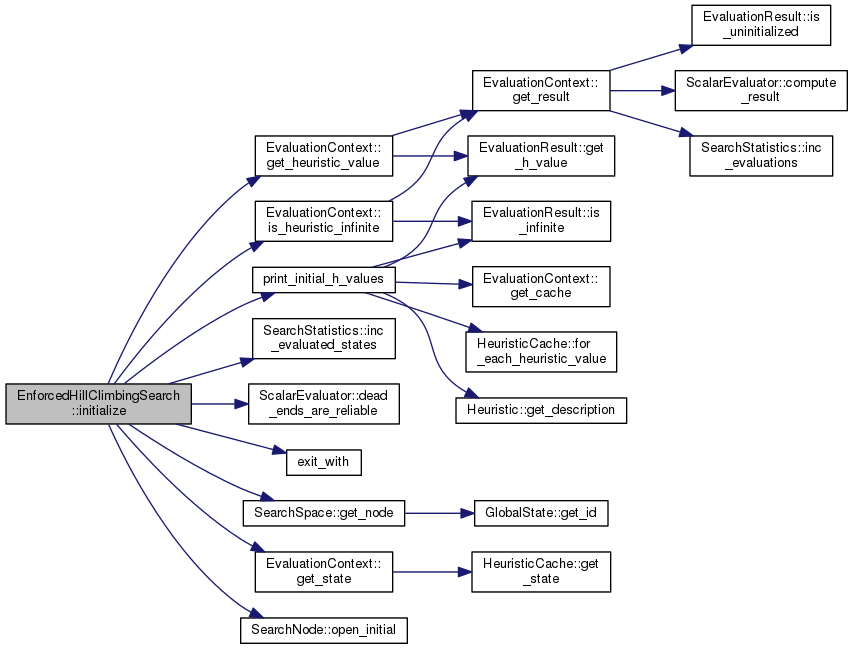 EvaluationResult::is
_uninitialized
EvaluationContext::
get_result
ScalarEvaluator::compute
_result
SearchStatistics::inc
_evaluations
EvaluationContext::
get_heuristic_value
EvaluationResult::get
_h_value
EvaluationContext::
is_heuristic_infinite
EvaluationResult::is
_infinite
print_initial_h_values
EvaluationContext::
get_cache
SearchStatistics::inc
_evaluated_states
HeuristicCache::for
_each_heuristic_value
EnforcedHillClimbingSearch
::initialize
ScalarEvaluator::dead
_ends_are_reliable
Heuristic::get_description
exit_with
SearchSpace::get_node
GlobalState::get_id
EvaluationContext::
get_state
HeuristicCache::get
_state
SearchNode::open_initial